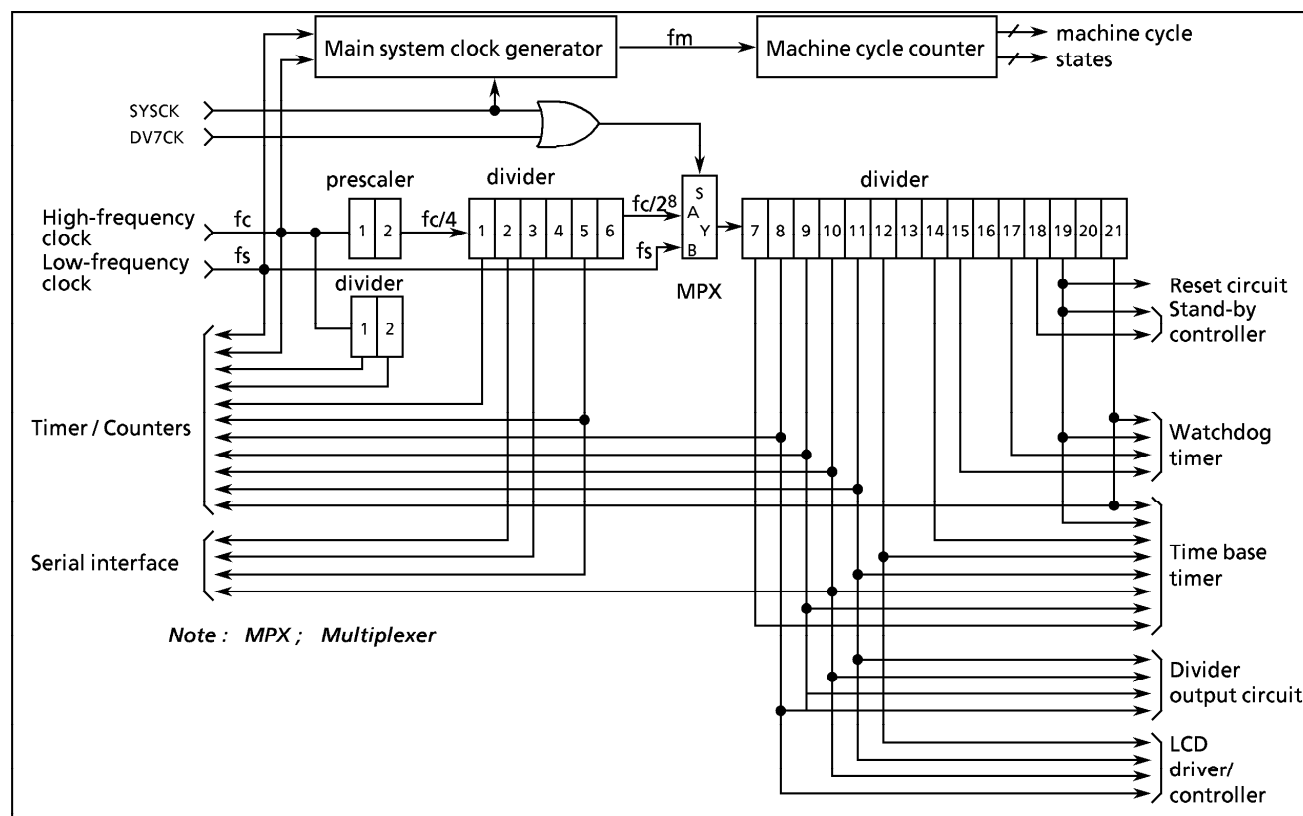 Main system clock generator
fm
Machine cycle counter
machine cycle
states
SYSCK
DV7CK
prescaler
divider
divider
High-frequency
clock
fc
1 2
fc/4
1 2 3 4 5 6
fc/2⁸
S
A
Y
B
7 8 9 10 11 12 13 14 15 16 17 18 19 20 21
Low-frequency
clock
fs
fs
MPX
divider
1 2
Reset circuit
Stand-by
controller
Timer / Counters
Watchdog
timer
Serial interface
Time base
timer
Note : MPX ; Multiplexer
Divider
output circuit
LCD
driver/
controller